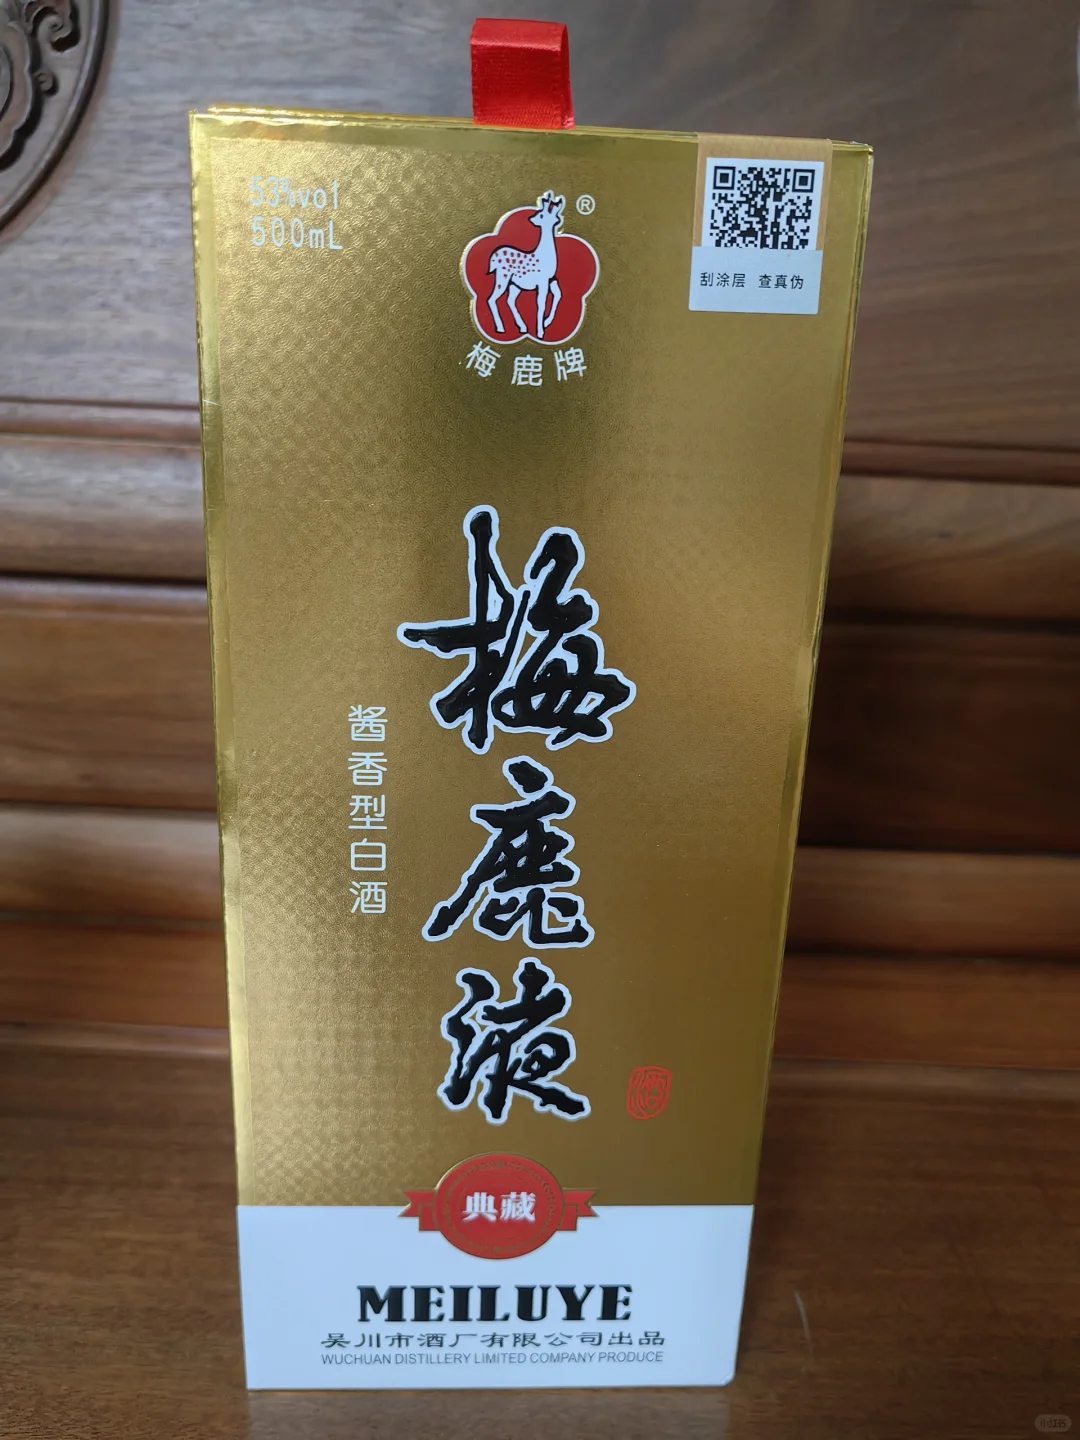 53%vol
500mL
®
梅鹿牌
刮涂层 查真伪
梅鹿液
酱香型白酒
酒
典藏
MEILUYE
吴川市酒厂有限公司出品
WUCHUAN DISTILLERY LIMITED COMPANY PRODUCE